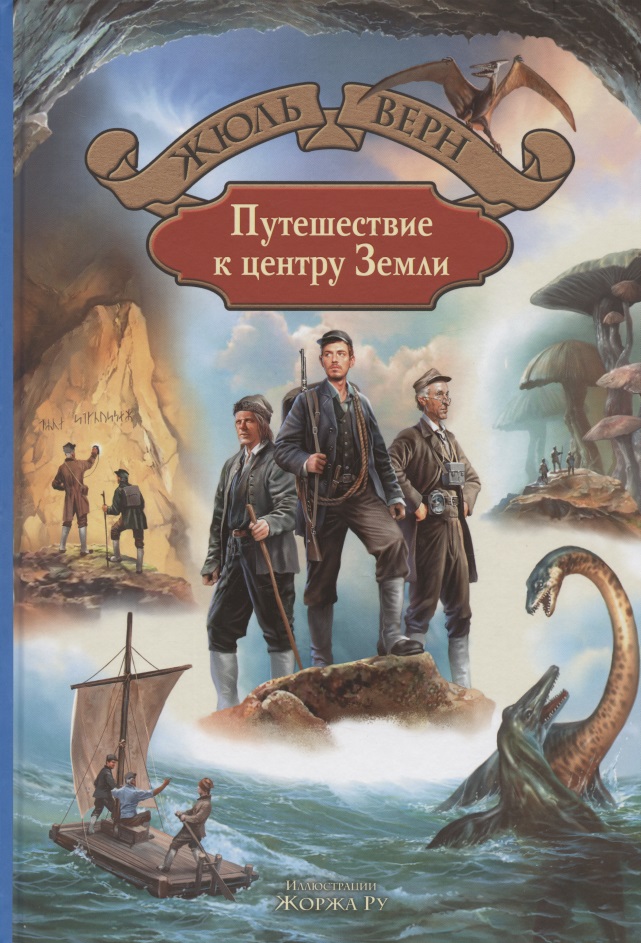 ЖЮЛЬ ВЕРН
Путешествие
к центру Земли
Иллюстрации
Жоржа Ру